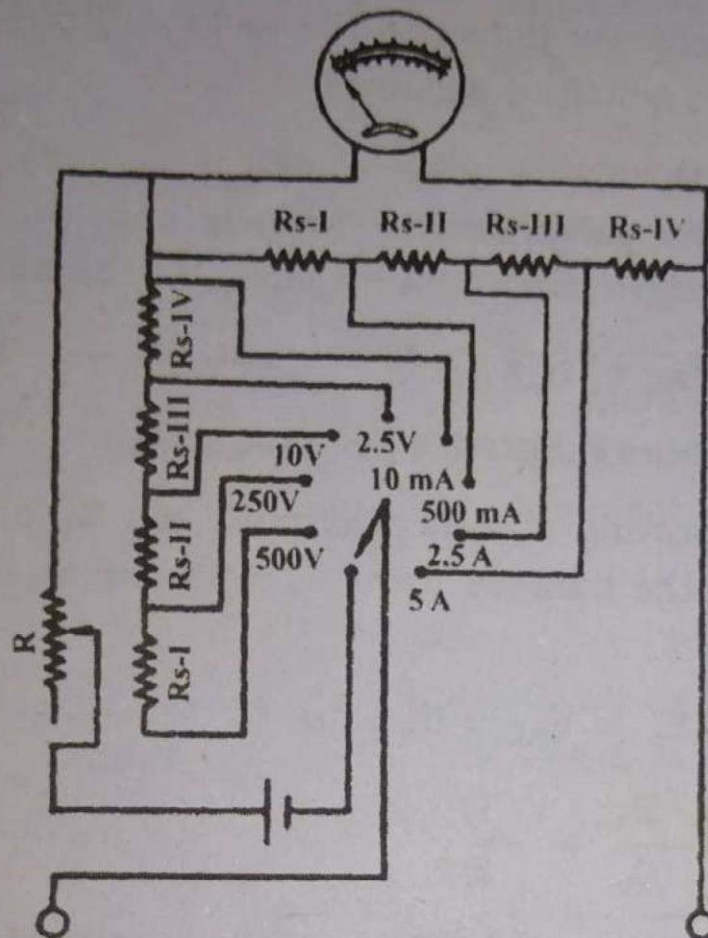 Rs-I Rs-II Rs-III Rs-IV
Rs-IV
Rs-III
10V 2.5V
10 mA
250V
500 mA
Rs-II
500V
2.5 A
5 A
R
Rs-I